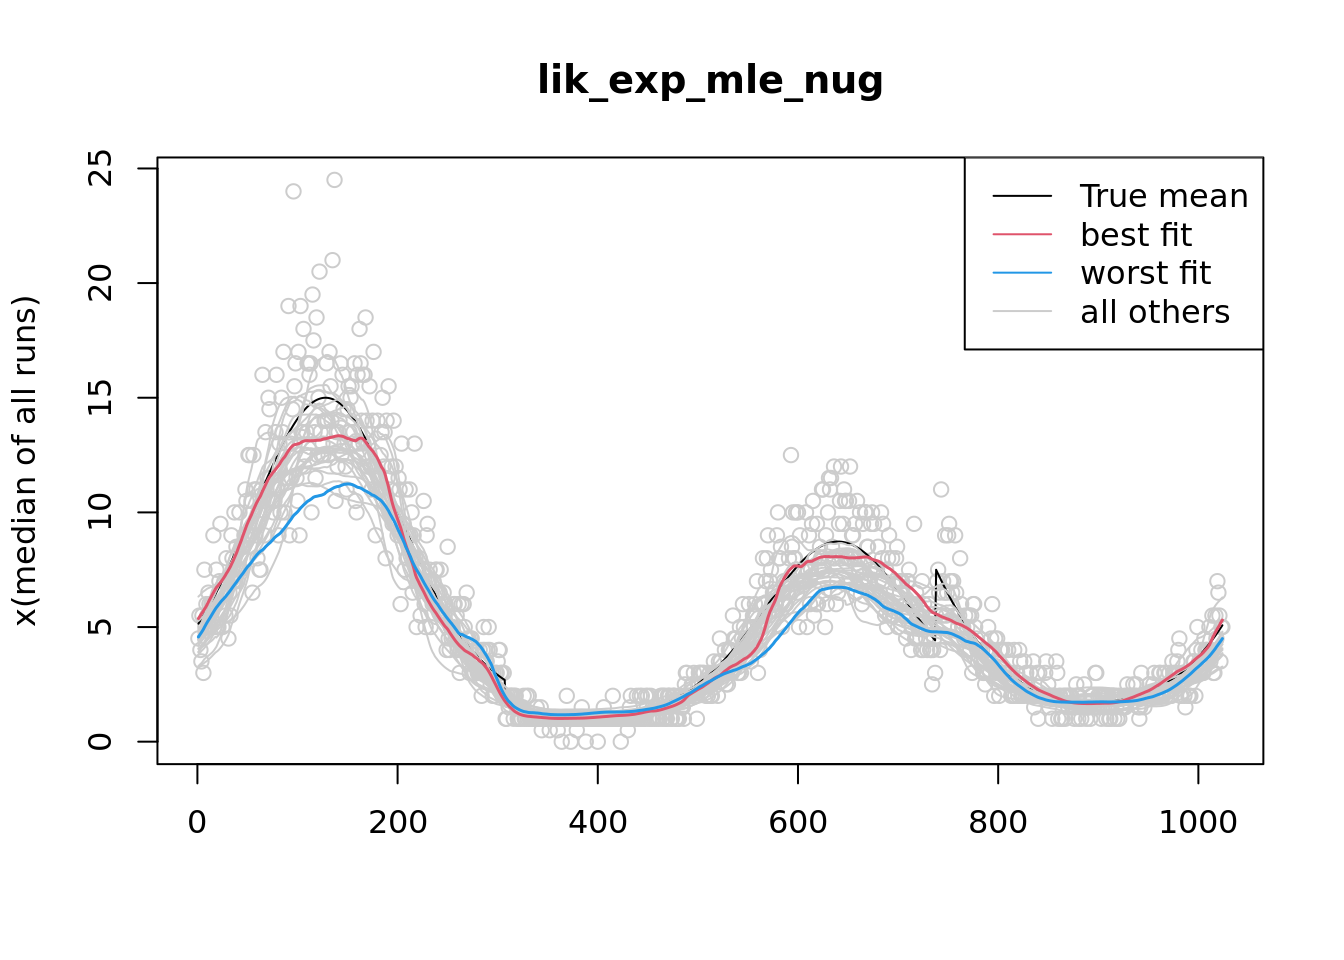 lik_exp_mle_nug
x(median of all runs)
25
20
15
10
5
0
True mean
best fit
worst fit
all others
0 200 400 600 800 1000